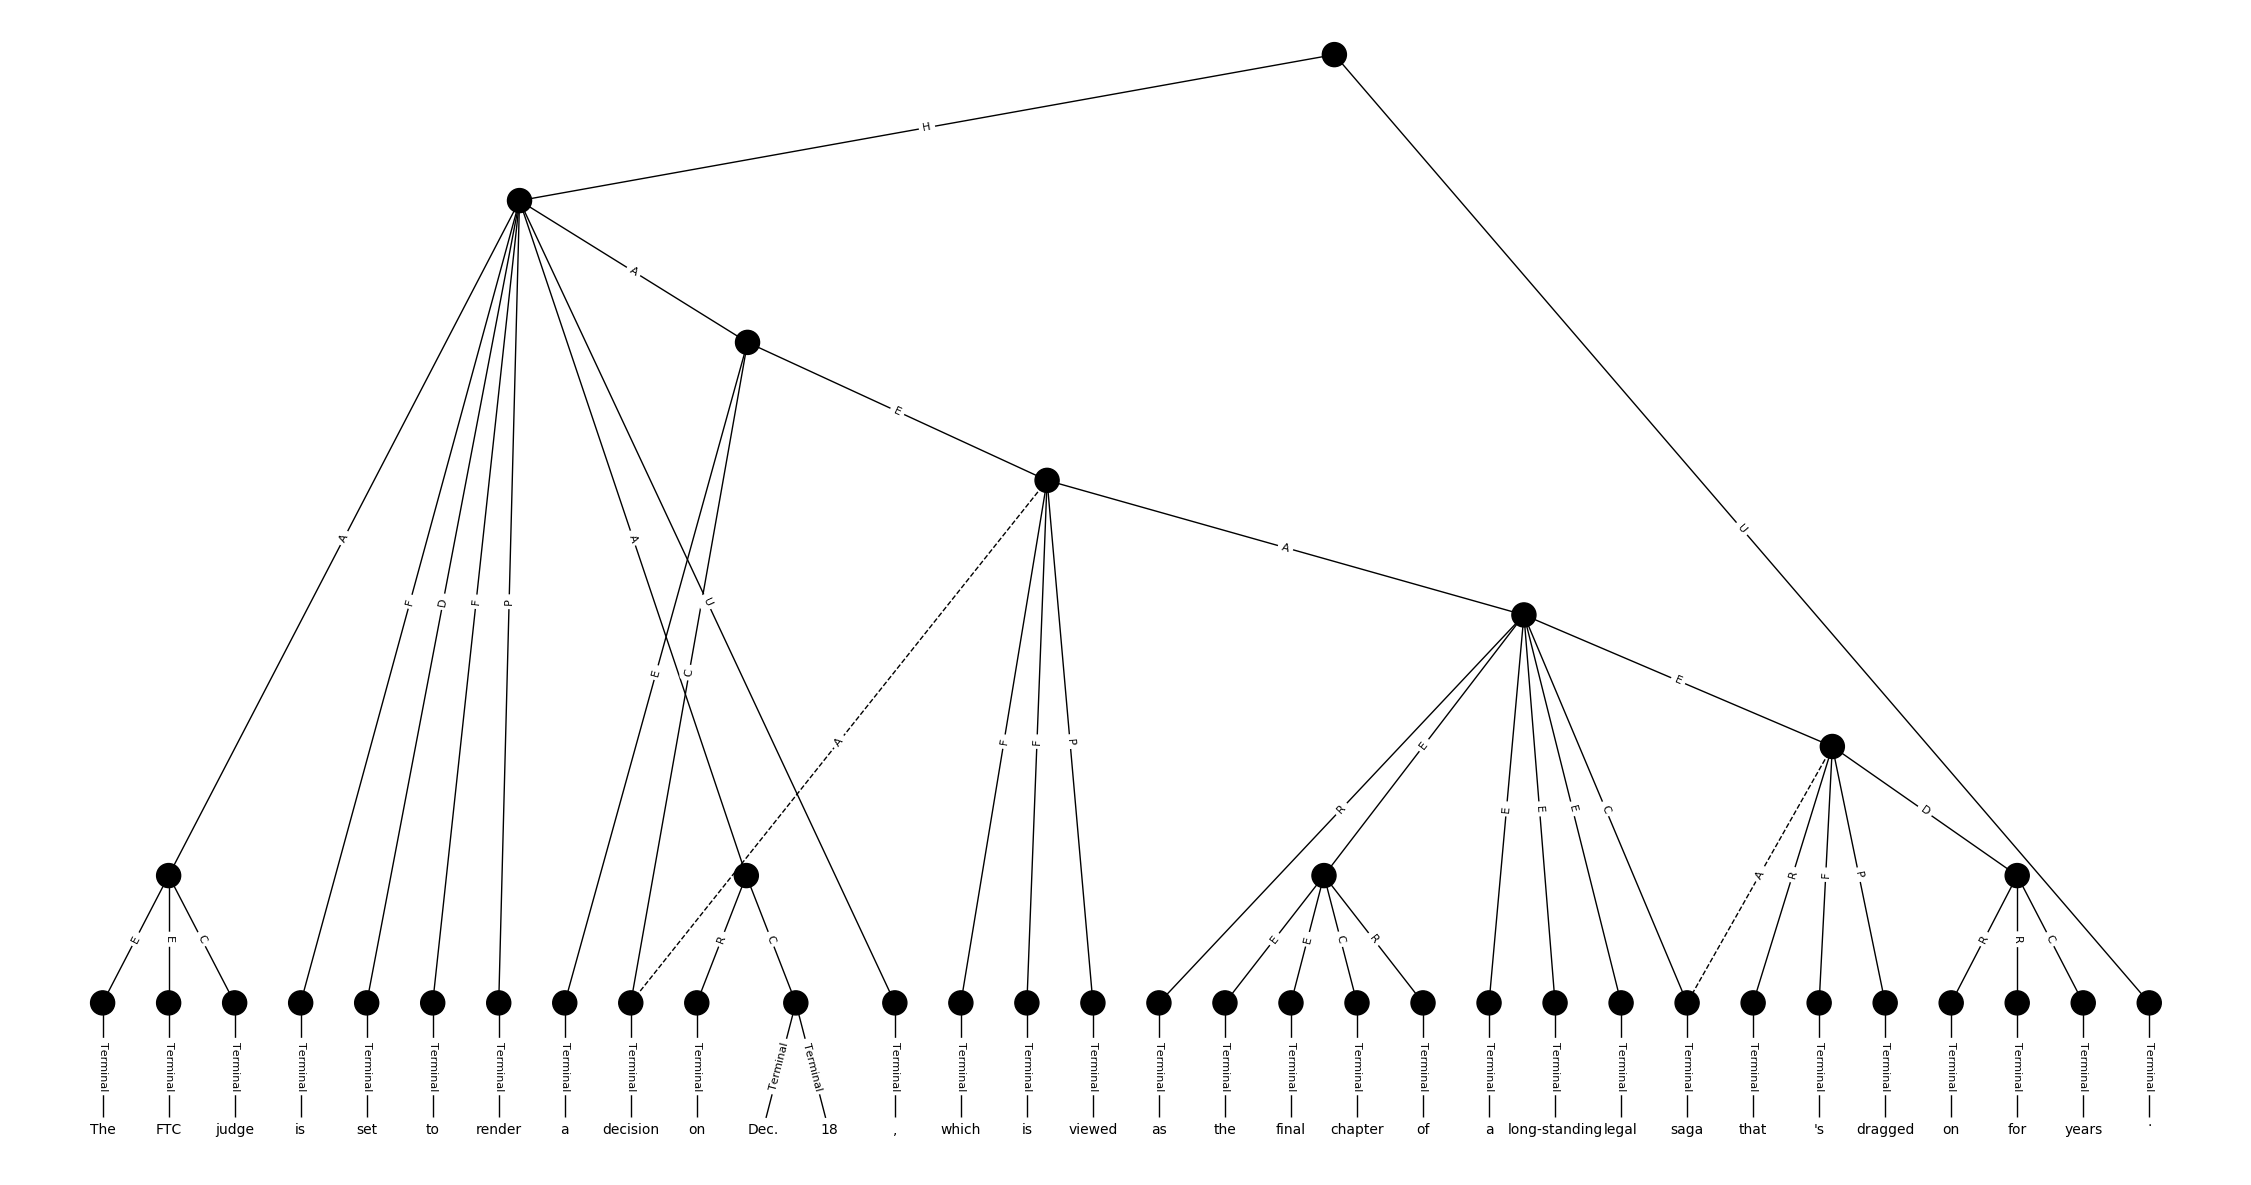 H
A
E
A
A
A
F
D
F
P
U
E
C
E
A
F
F
P
R
E
E
E
E
C
A
R
F
P
D
U
E
E
C
R
C
E
E
C
R
R
R
C
Terminal Terminal Terminal Terminal Terminal Terminal Terminal Terminal Terminal Terminal Terminal Terminal Terminal Terminal Terminal Terminal Terminal Terminal Terminal Terminal Terminal Terminal Terminal Terminal Terminal Terminal Terminal Terminal Terminal Terminal Terminal Terminal
The FTC judge is set to render a decision on Dec. 18 , which is viewed as the final chapter of a long-standing legal saga that 's dragged on for years .